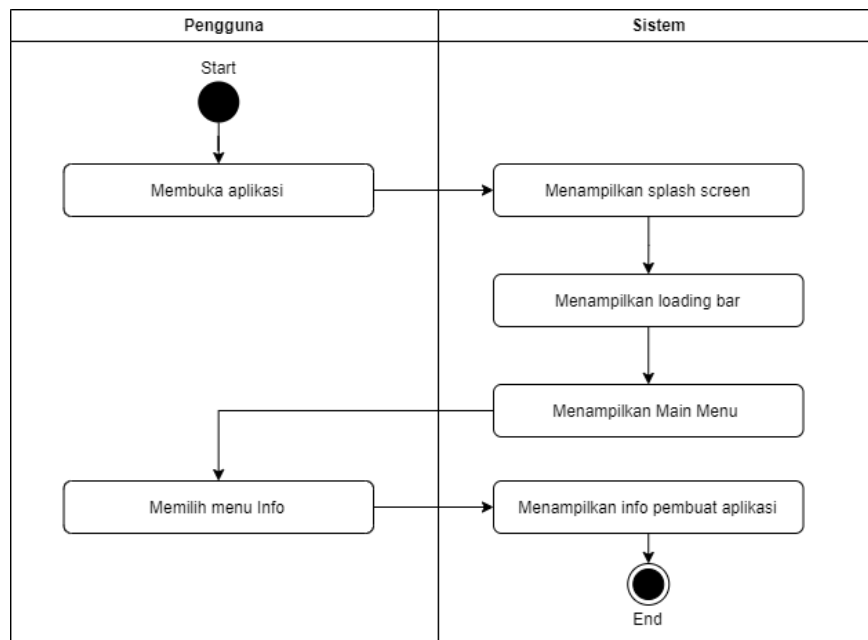 Pengguna
Sistem
Start
Membuka aplikasi
Menampilkan splash screen
Menampilkan loading bar
Menampilkan Main Menu
Memilih menu Info
Menampilkan info pembuat aplikasi
End